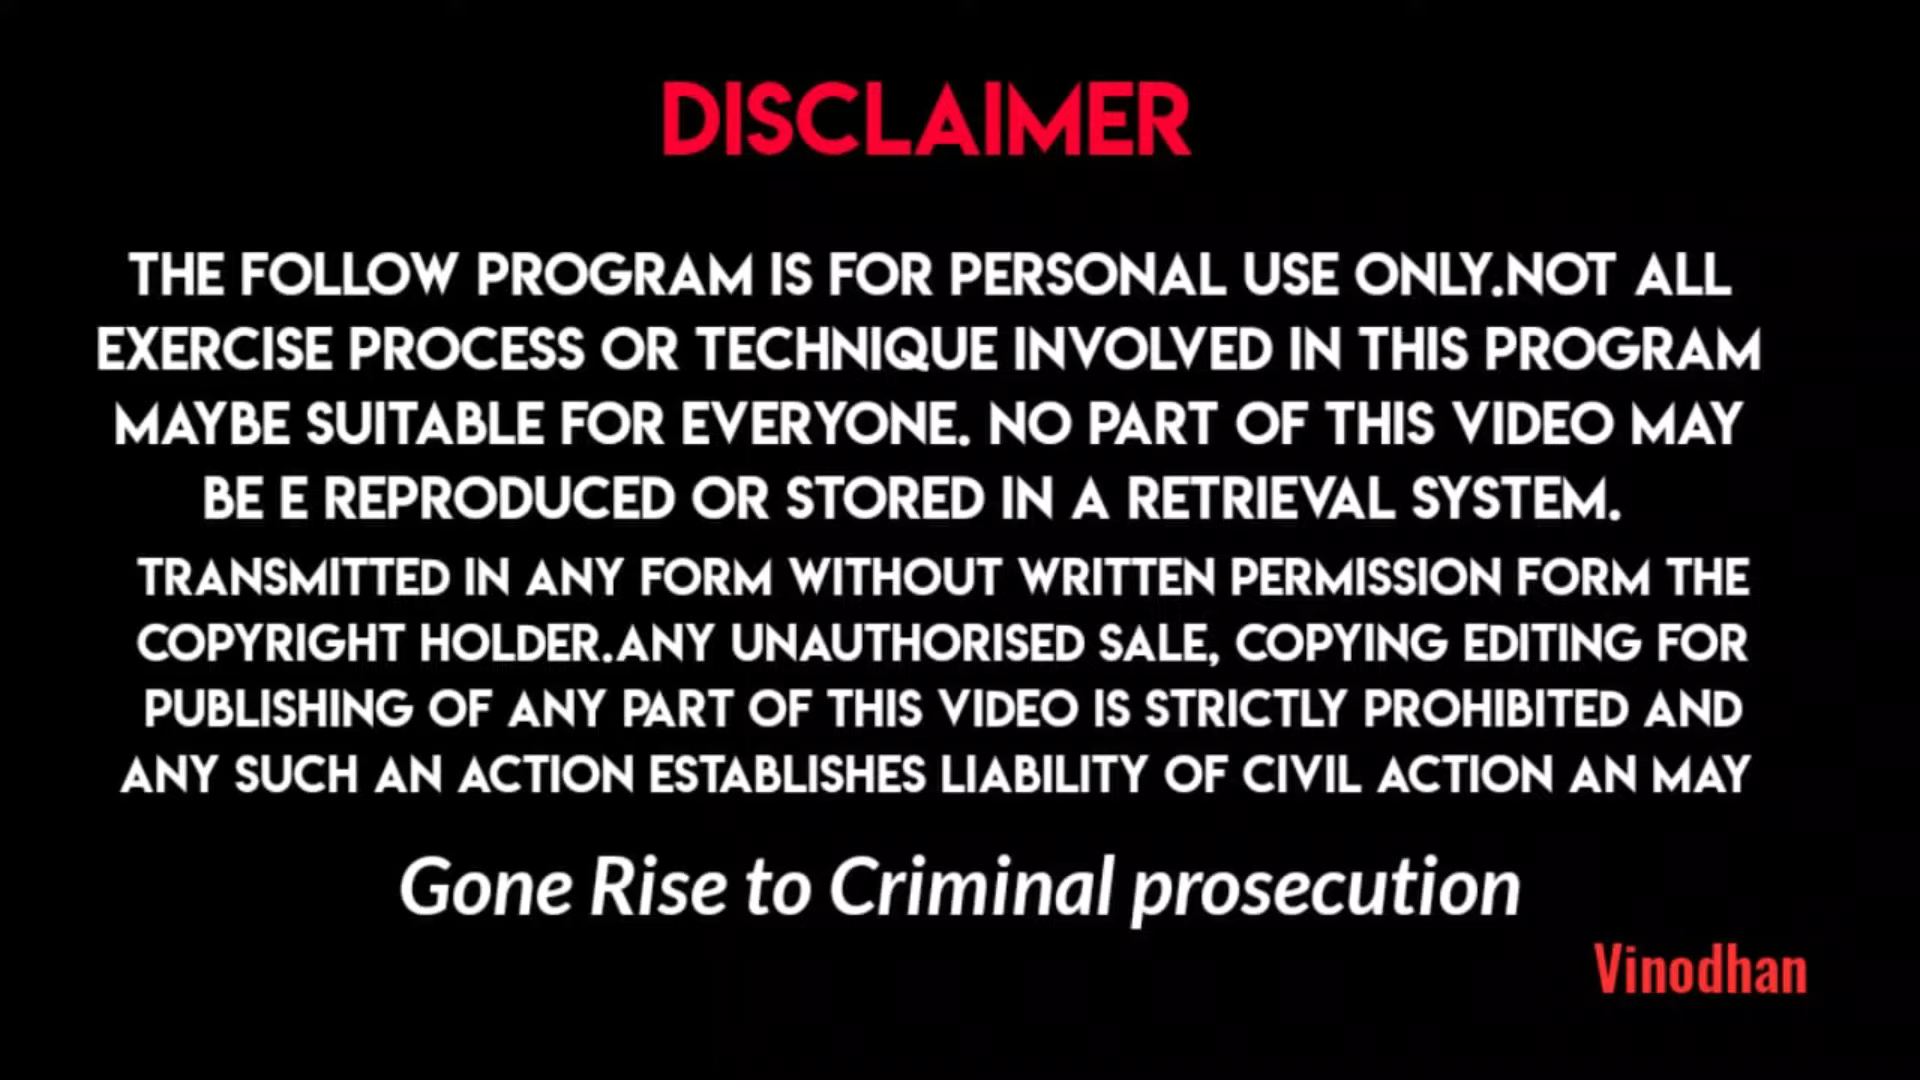 DISCLAIMER
THE FOLLOW PROGRAM IS FOR PERSONAL USE ONLY.NOT ALL
EXERCISE PROCESS OR TECHNIQUE INVOLVED IN THIS PROGRAM
MAYBE SUITABLE FOR EVERYONE. NO PART OF THIS VIDEO MAY
BE E REPRODUCED OR STORED IN A RETRIEVAL SYSTEM.
TRANSMITTED IN ANY FORM WITHOUT WRITTEN PERMISSION FORM THE
COPYRIGHT HOLDER.ANY UNAUTHORISED SALE, COPYING EDITING FOR
PUBLISHING OF ANY PART OF THIS VIDEO IS STRICTLY PROHIBITED AND
ANY SUCH AN ACTION ESTABLISHES LIABILITY OF CIVIL ACTION AN MAY
Gone Rise to Criminal prosecution
Vinodhan